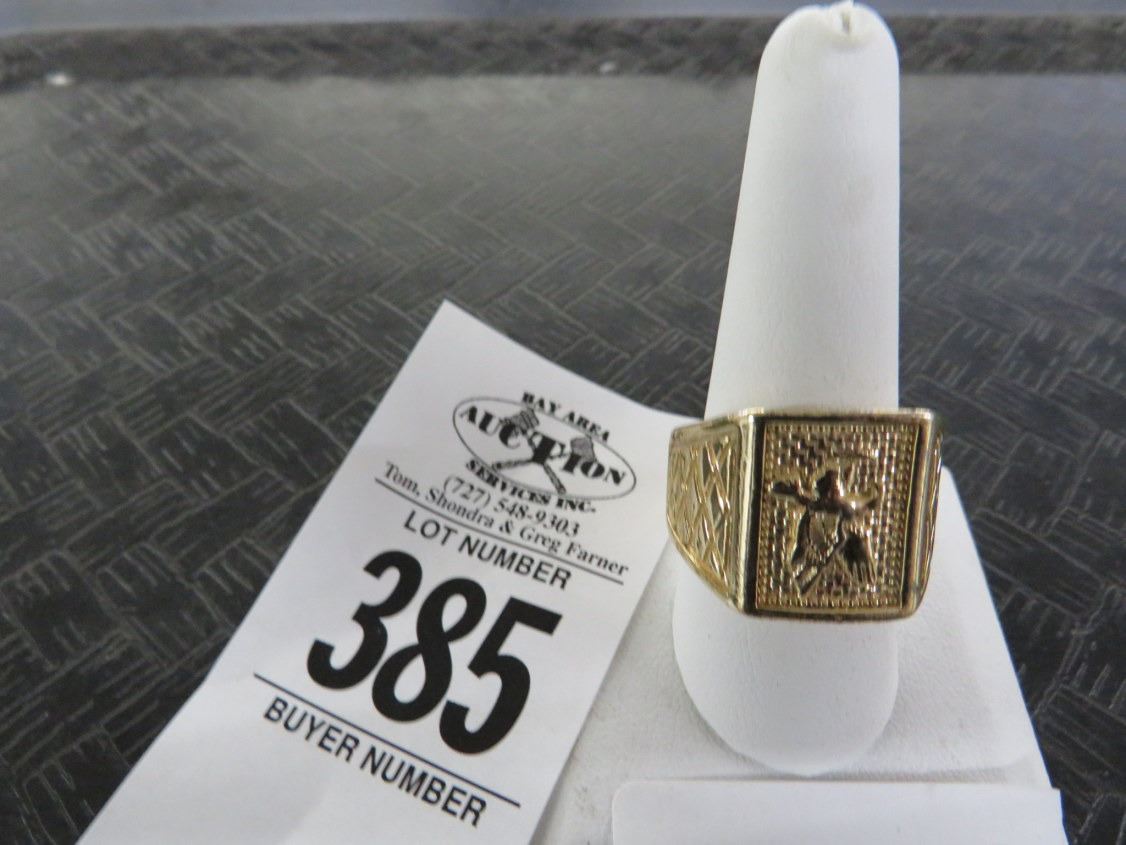 BAY AREA
AUCTION
SERVICES INC.
(727) 548-9303
Tom, Shondra & Greg Farner
LOT NUMBER
385
BUYER NUMBER